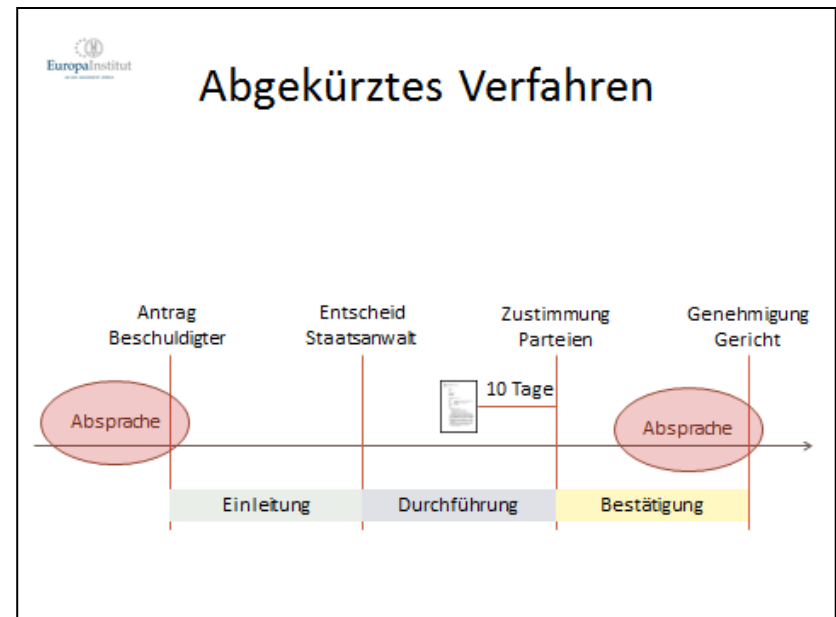 EuropaInstitut
Abgekürztes Verfahren
Antrag
Beschuldigter
Entscheid
Staatsanwalt
Zustimmung
Parteien
Genehmigung
Gericht
10 Tage
Absprache
Absprache
Einleitung
Durchführung
Bestätigung